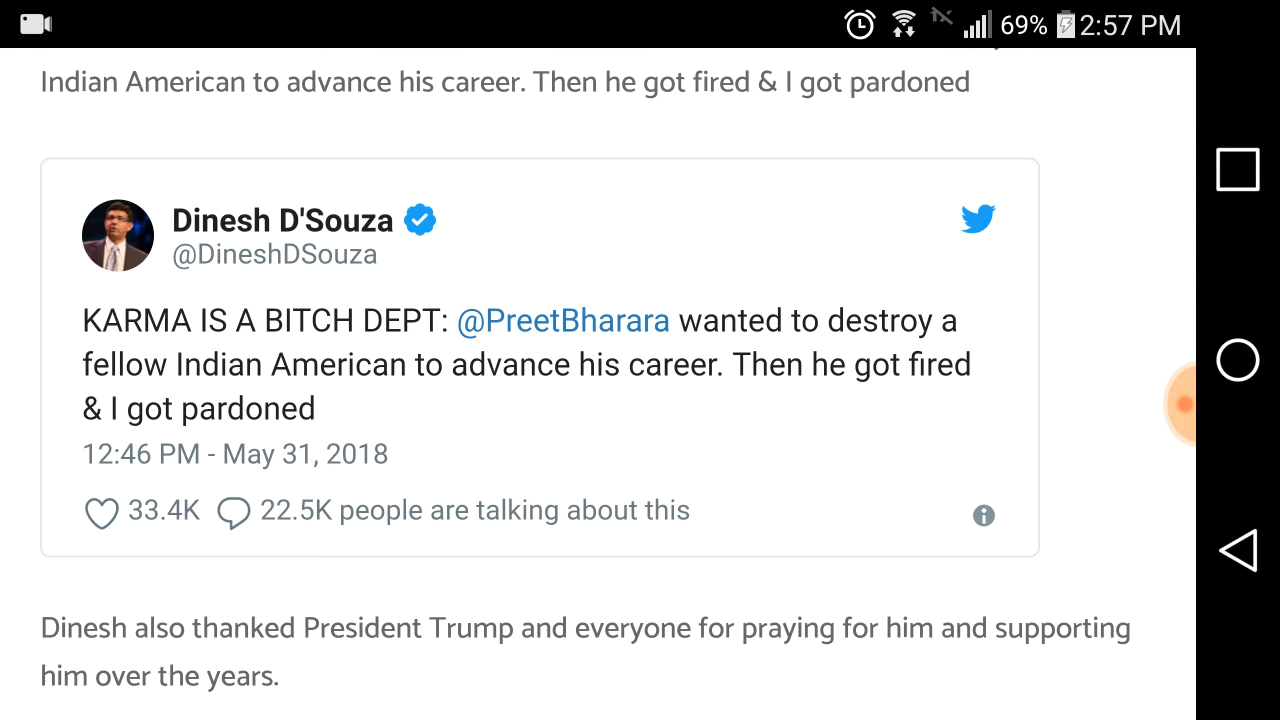 69% 2:57 PM
Indian American to advance his career. Then he got fired & I got pardoned
Dinesh D'Souza
@DineshDSouza
KARMA IS A BITCH DEPT: @PreetBharara wanted to destroy a
fellow Indian American to advance his career. Then he got fired
& I got pardoned
12:46 PM - May 31, 2018
33.4K 22.5K people are talking about this
Dinesh also thanked President Trump and everyone for praying for him and supporting
him over the years.